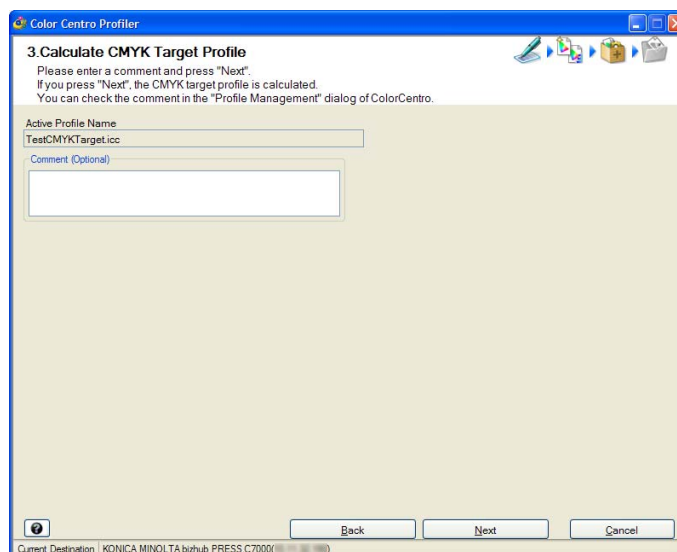 Color Centro Profiler
3.Calculate CMYK Target Profile
Please enter a comment and press "Next".
If you press "Next", the CMYK target profile is calculated.
You can check the comment in the "Profile Management" dialog of ColorCentro.
Active Profile Name
TestCMYKTarget.icc
Comment (Optional)
Back Next Cancel
Current Destination KONICA MINOLTA bizhub PRESS C7000(